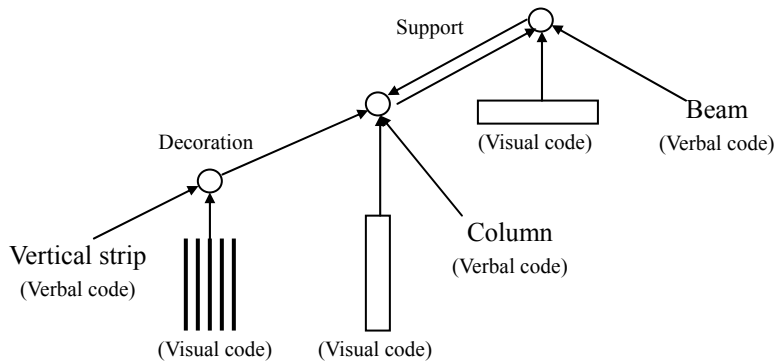 Support
Beam
(Verbal code)
(Visual code)
Decoration
Column
(Verbal code)
Vertical strip
(Verbal code)
(Visual code)
(Visual code)